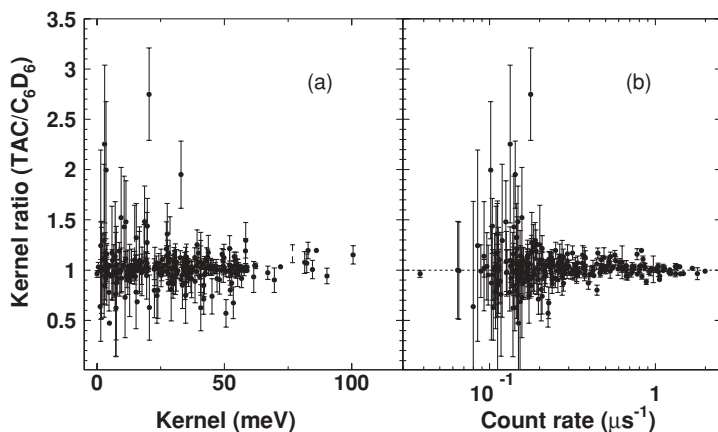 Kernel ratio (TAC/C₆D₆)
3.5
3
2.5
2
1.5
1
0.5
(a)
(b)
0
50
100
10⁻¹
1
Kernel (meV)
Count rate (μs⁻¹)